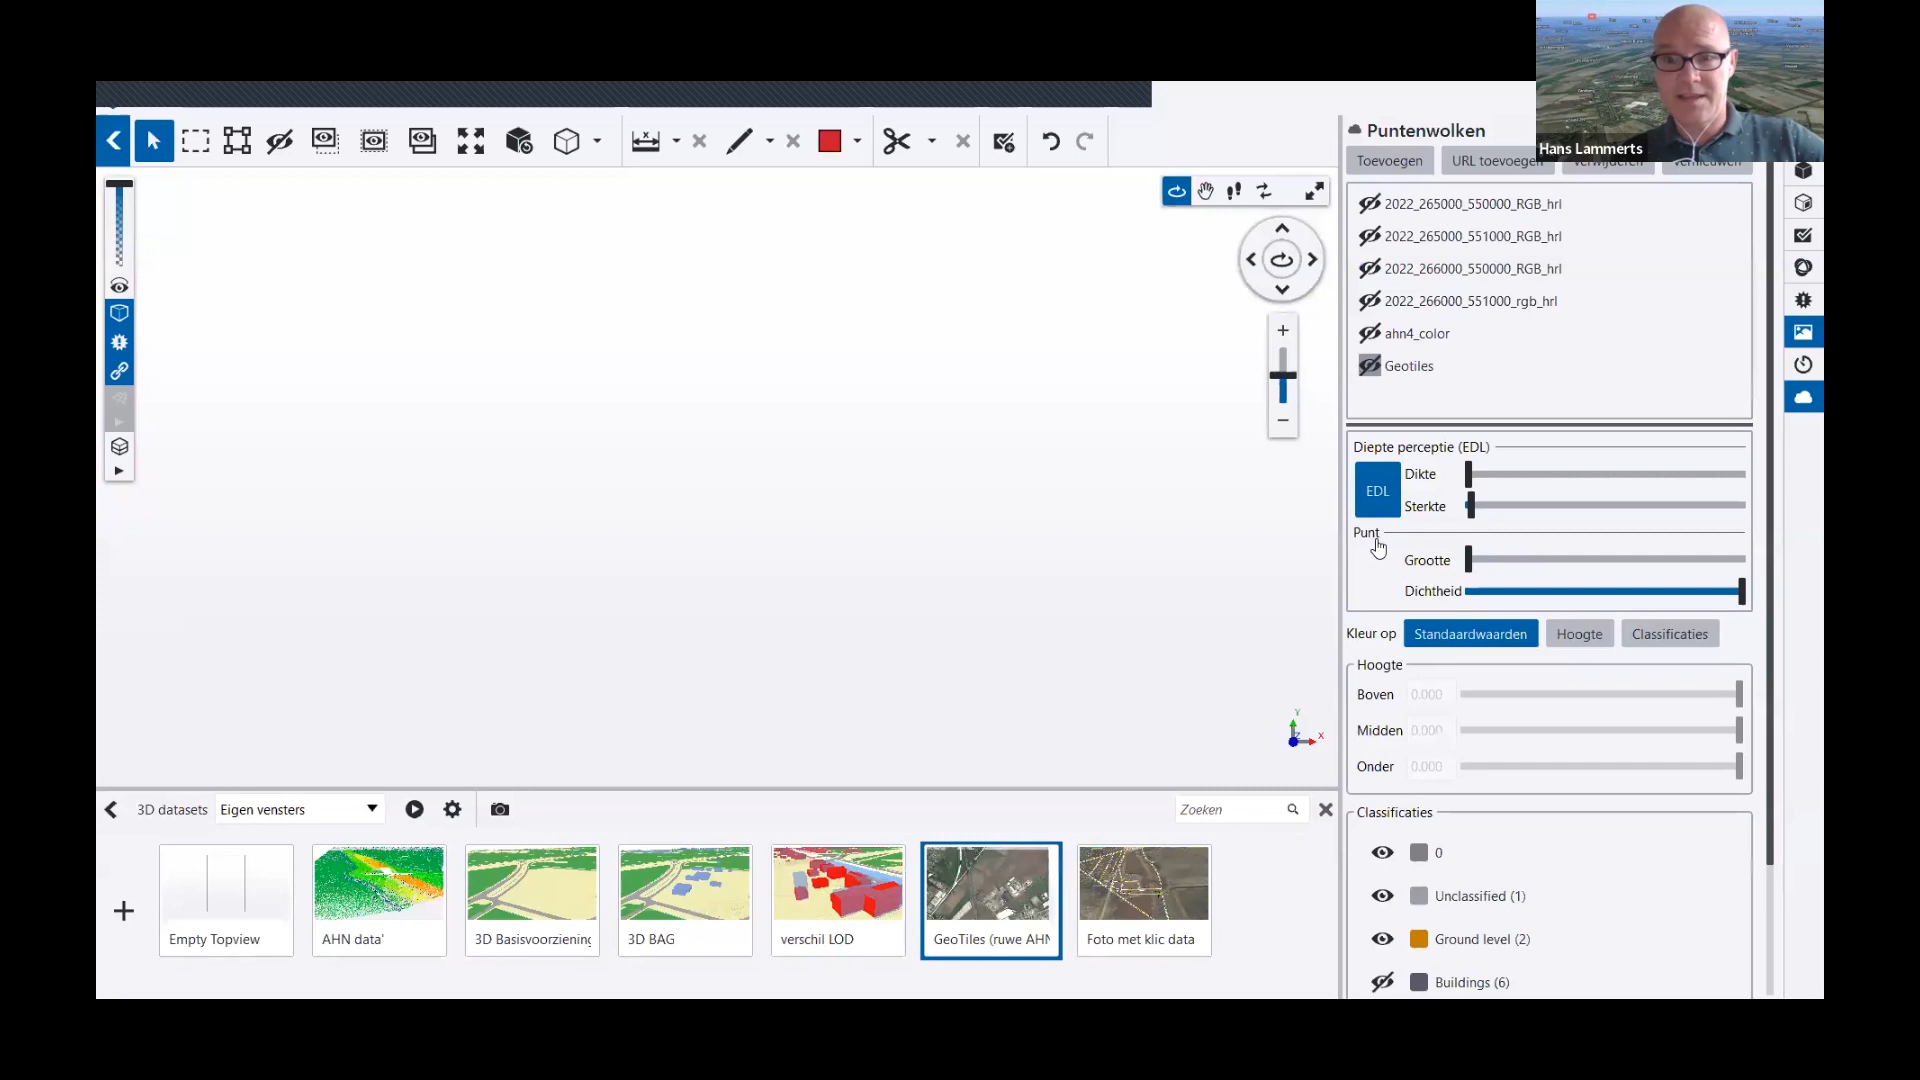 Hans Lammerts
Puntenwolken
Toevoegen
URL toevoegen
Verwijderen
Vernieuwen
2022_265000_550000_RGB_hrl
2022_265000_551000_RGB_hrl
2022_266000_550000_RGB_hrl
2022_266000_551000_rgb_hrl
ahn4_color
Geotiles
Diepte perceptie (EDL)
EDL
Dikte
Sterkte
Punt
Grootte
Dichtheid
Kleur op
Standaardwaarden
Hoogte
Classificaties
Hoogte
Boven 0.000
Midden 0.000
Onder 0.000
Classificaties
0
Unclassified (1)
Ground level (2)
Buildings (6)
Y
Z
X
3D datasets
Eigen vensters
Zoeken
Empty Topview
AHN data'
3D Basisvoorziening
3D BAG
verschil LOD
GeoTiles (ruwe AHN
Foto met klic data